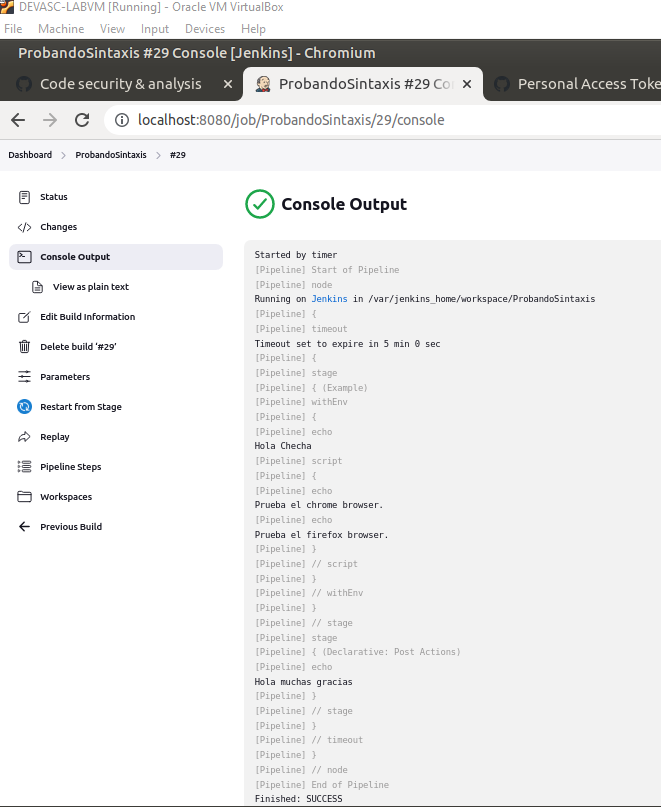 DEVASC-LABVM [Running] - Oracle VM VirtualBox
File Machine View Input Devices Help
ProbandoSintaxis #29 Console [Jenkins] - Chromium
Code security & analysis × ProbandoSintaxis #29 Co × Personal Access Toke
localhost:8080/job/ProbandoSintaxis/29/console
Dashboard > ProbandoSintaxis > #29
Status
Changes
Console Output
View as plain text
Edit Build Information
Delete build '#29'
Parameters
Restart from Stage
Replay
Pipeline Steps
Workspaces
Previous Build
Console Output
Started by timer
[Pipeline] Start of Pipeline
[Pipeline] node
Running on Jenkins in /var/jenkins_home/workspace/ProbandoSintaxis
[Pipeline] {
[Pipeline] timeout
Timeout set to expire in 5 min 0 sec
[Pipeline] {
[Pipeline] stage
[Pipeline] { (Example)
[Pipeline] withEnv
[Pipeline] {
[Pipeline] echo
Hola Checha
[Pipeline] script
[Pipeline] {
[Pipeline] echo
Prueba el chrome browser.
[Pipeline] echo
Prueba el firefox browser.
[Pipeline] }
[Pipeline] // script
[Pipeline] }
[Pipeline] // withEnv
[Pipeline] }
[Pipeline] // stage
[Pipeline] stage
[Pipeline] { (Declarative: Post Actions)
[Pipeline] echo
Hola muchas gracias
[Pipeline] }
[Pipeline] // stage
[Pipeline] }
[Pipeline] // timeout
[Pipeline] }
[Pipeline] // node
[Pipeline] End of Pipeline
Finished: SUCCESS